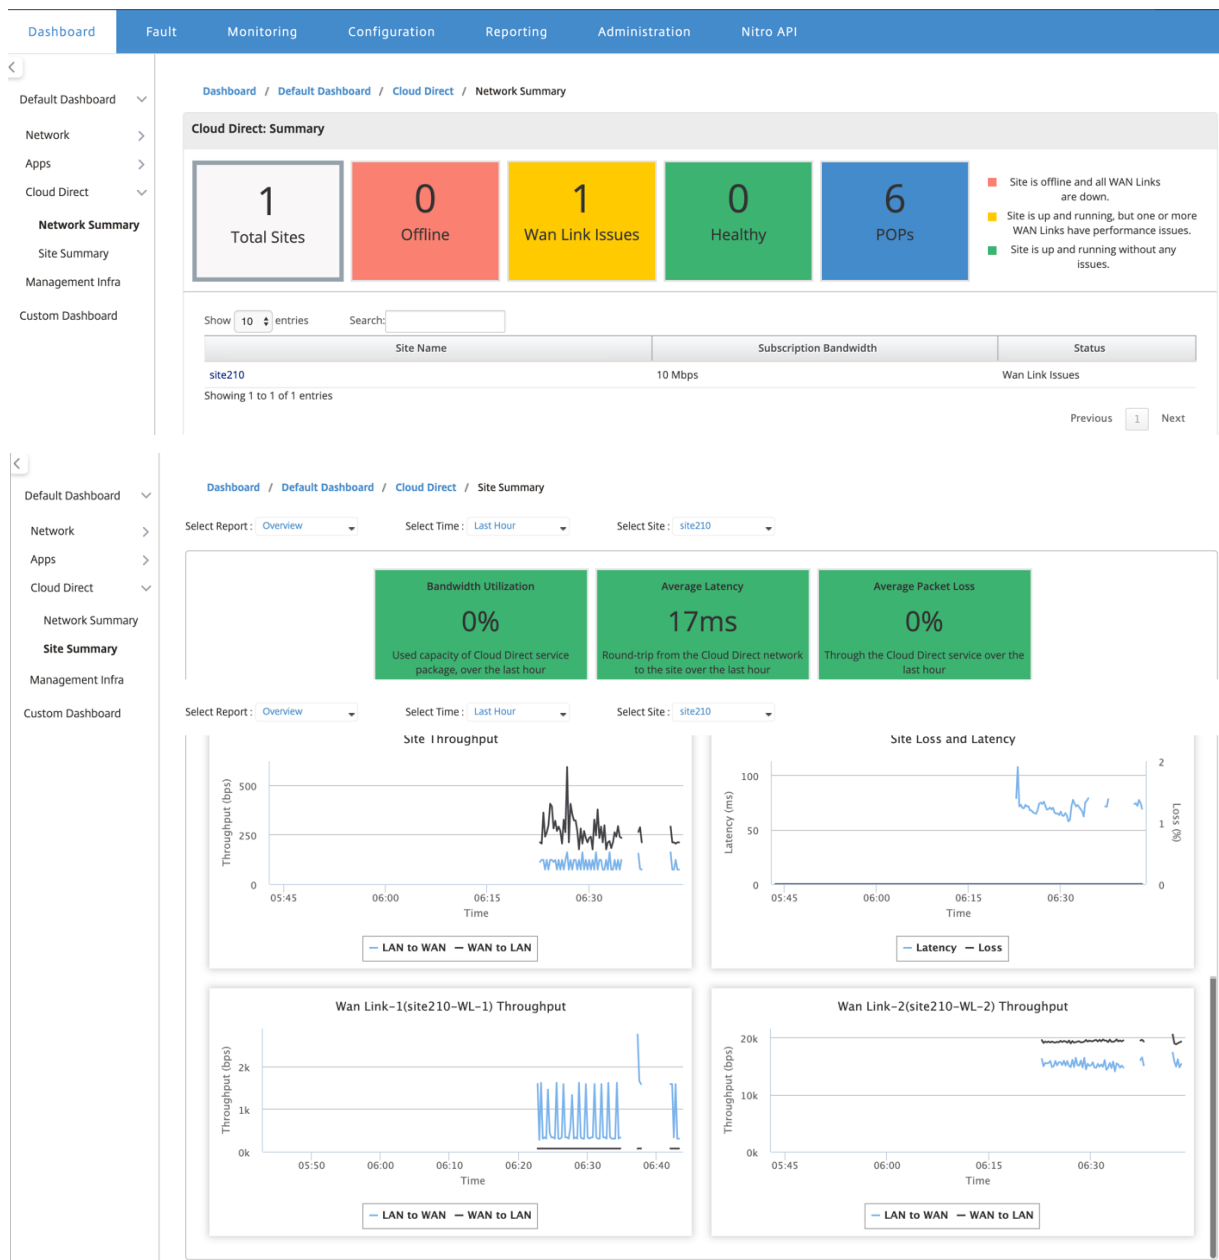 Dashboard Fault Monitoring Configuration Reporting Administration Nitro API
Default Dashboard
Network
Apps
Cloud Direct
Network Summary
Site Summary
Management Infra
Custom Dashboard
Dashboard / Default Dashboard / Cloud Direct / Network Summary
Cloud Direct: Summary
1
Total Sites
0
Offline
1
Wan Link Issues
0
Healthy
6
POPs
Site is offline and all WAN Links
are down.
Site is up and running, but one or more
WAN Links have performance issues.
Site is up and running without any
issues.
Show 10 entries Search:
Site Name Subscription Bandwidth Status
site210 10 Mbps Wan Link Issues
Showing 1 to 1 of 1 entries
Previous 1 Next
Default Dashboard
Network
Apps
Cloud Direct
Network Summary
Site Summary
Management Infra
Custom Dashboard
Dashboard / Default Dashboard / Cloud Direct / Site Summary
Select Report : Overview Select Time : Last Hour Select Site : site210
Bandwidth Utilization
0%
Used capacity of Cloud Direct service
package, over the last hour
Average Latency
17ms
Round-trip from the Cloud Direct network
to the site over the last hour
Average Packet Loss
0%
Through the Cloud Direct service over the
last hour
Select Report : Overview Select Time : Last Hour Select Site : site210
Site Throughput
Throughput (bps)
500
250
0
05:45 06:00 06:15 06:30
Time
LAN to WAN WAN to LAN
Site Loss and Latency
Latency (ms)
100
50
0
2
1
0
Loss (%)
05:45 06:00 06:15 06:30
Time
Latency Loss
Wan Link-1(site210-WL-1) Throughput
Throughput (bps)
2k
1k
0k
05:50 06:00 06:10 06:20 06:30 06:40
Time
LAN to WAN WAN to LAN
Wan Link-2(site210-WL-2) Throughput
Throughput (bps)
20k
10k
0k
05:45 06:00 06:15 06:30
Time
LAN to WAN WAN to LAN